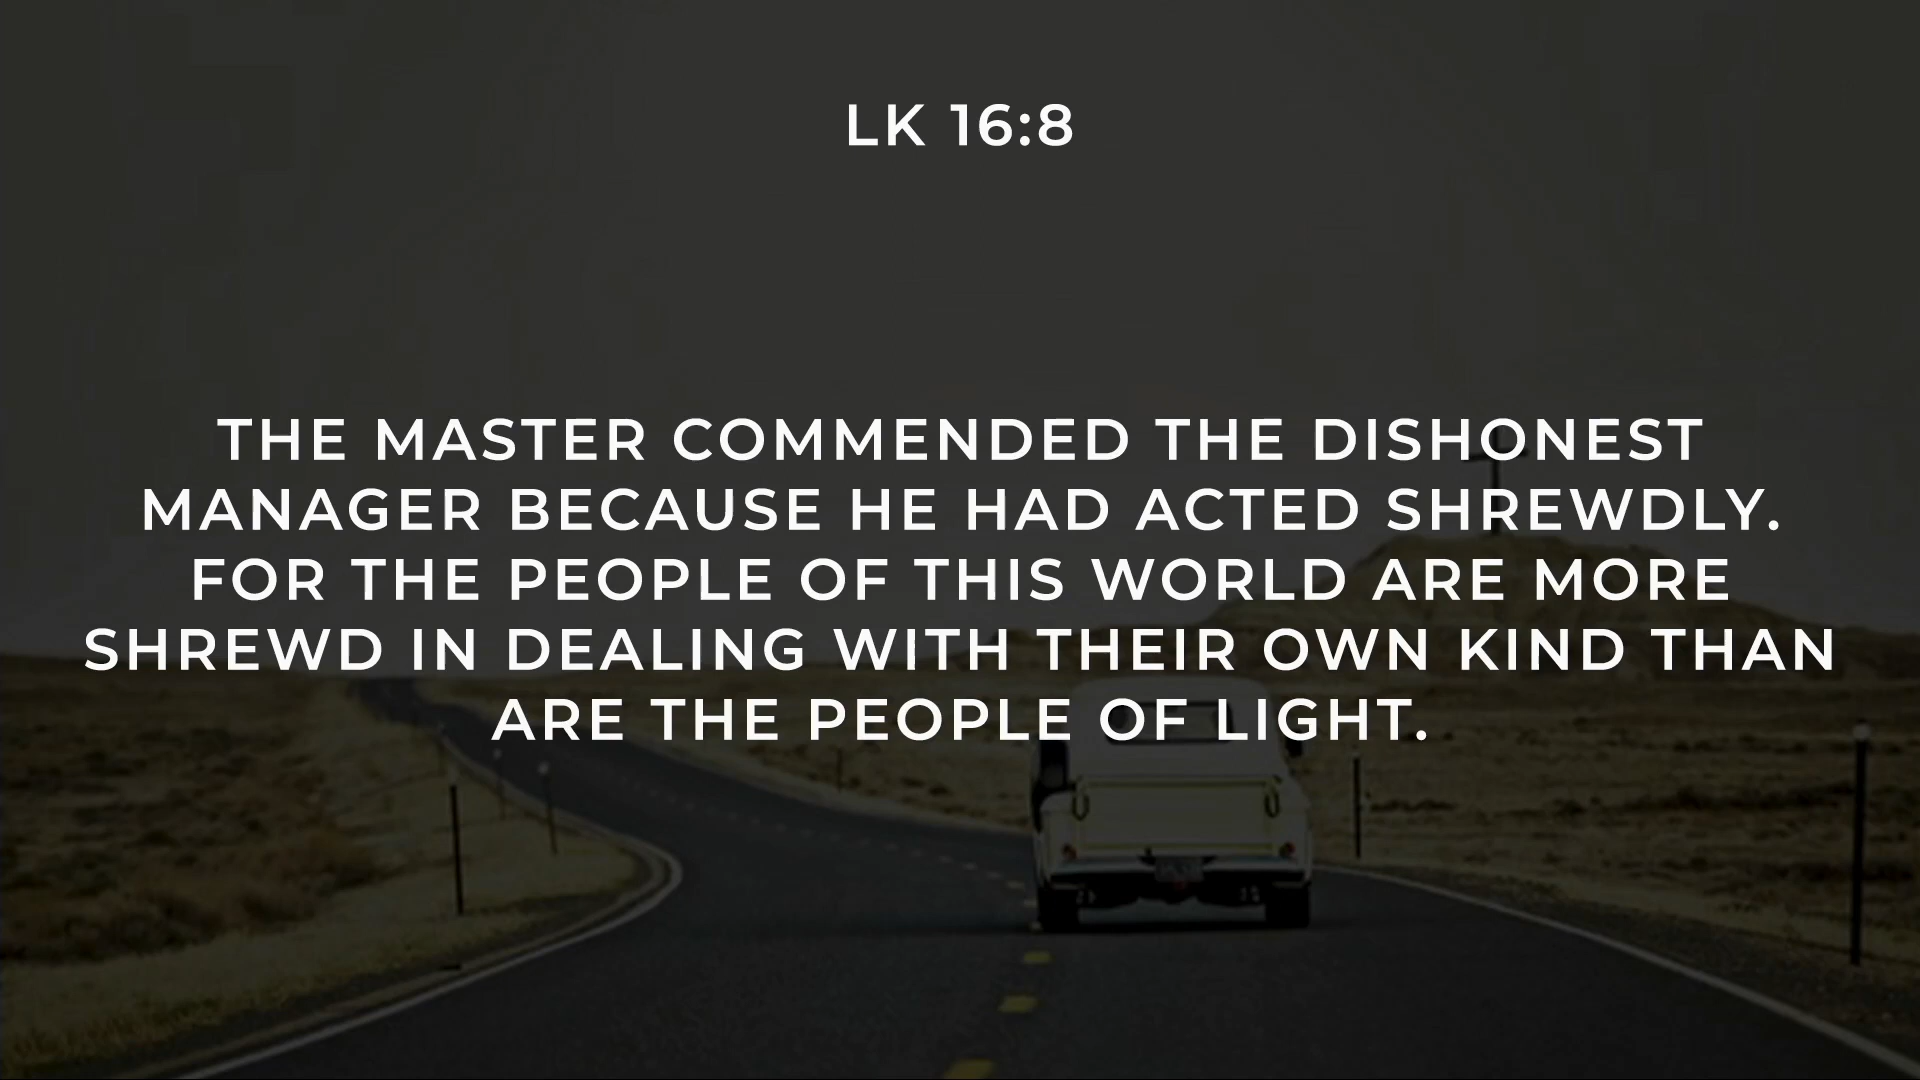 LK 16:8
THE MASTER COMMENDED THE DISHONEST
MANAGER BECAUSE HE HAD ACTED SHREWDLY.
FOR THE PEOPLE OF THIS WORLD ARE MORE
SHREWD IN DEALING WITH THEIR OWN KIND THAN
ARE THE PEOPLE OF LIGHT.